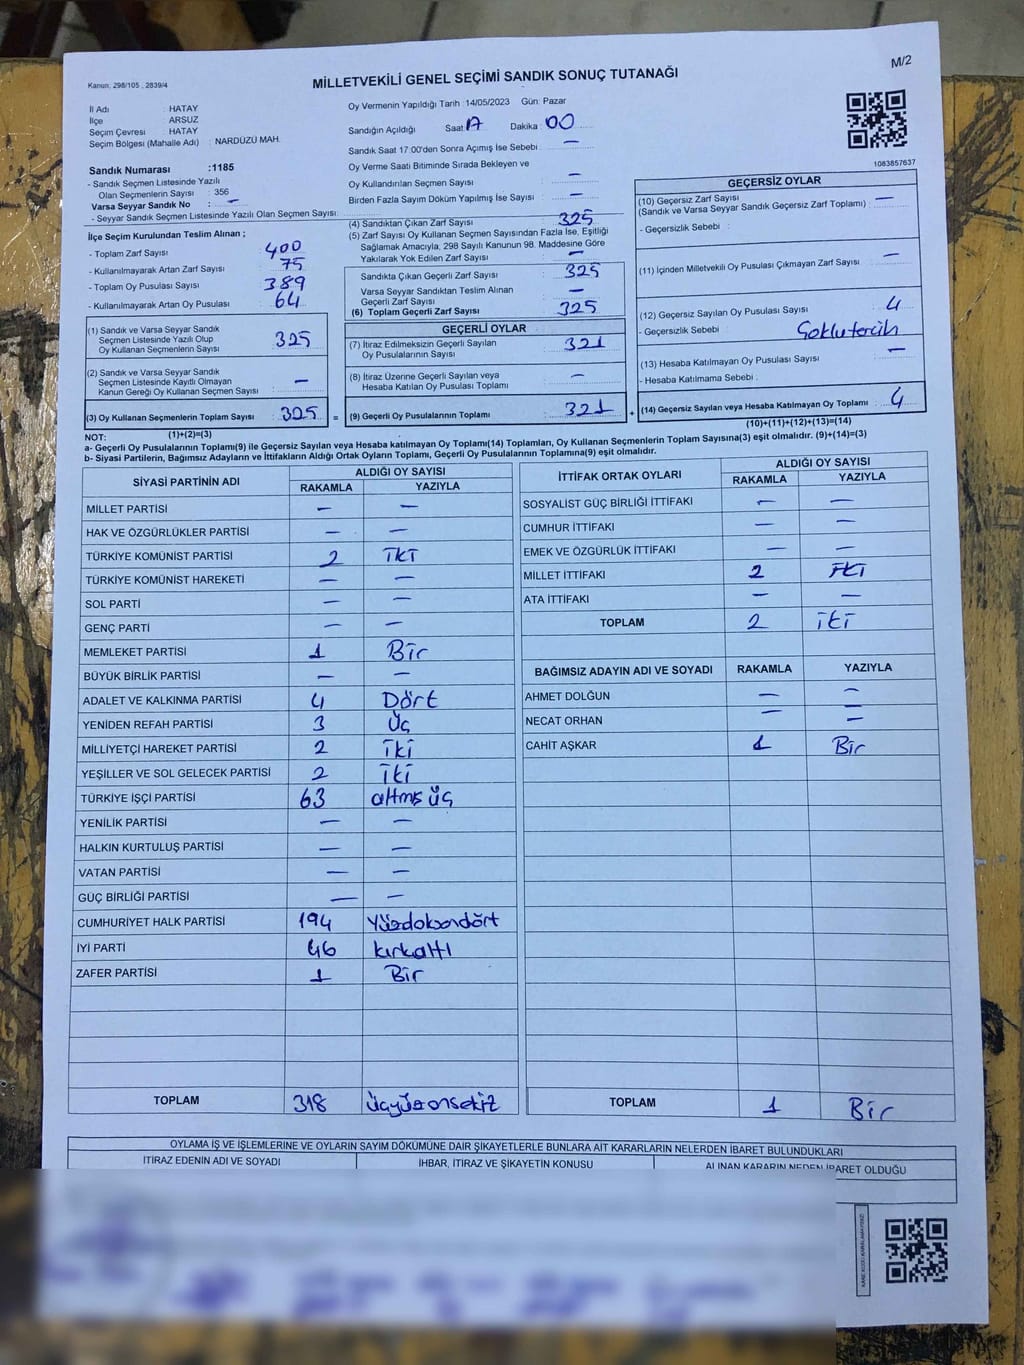 M/2
Kanun: 298/105 , 2839/4
MİLLETVEKİLİ GENEL SEÇİMİ SANDIK SONUÇ TUTANAĞI
İl Adı : HATAY
İlçe : ARSUZ
Seçim Çevresi : HATAY
Seçim Bölgesi (Mahalle Adı) : NARDÜZÜ MAH.
Sandık Numarası :1185
- Sandık Seçmen Listesinde Yazılı
Olan Seçmenlerin Sayısı : 356
Varsa Seyyar Sandık No : —
- Seyyar Sandık Seçmen Listesinde Yazılı Olan Seçmen Sayısı:
Oy Vermenin Yapıldığı Tarih :14/05/2023 Gün: Pazar
Sandığın Açıldığı Saat: 17 Dakika : 00
Sandık Saat 17:00'den Sonra Açımış İse Sebebi : —
Oy Verme Saati Bitiminde Sırada Bekleyen ve
Oy Kullandırılan Seçmen Sayısı : —
Birden Fazla Sayım Döküm Yapılmış İse Sayısı : —
1083857637
İlçe Seçim Kurulundan Teslim Alınan ;
- Toplam Zarf Sayısı : 400
- Kullanılmayarak Artan Zarf Sayısı : 75
- Toplam Oy Pusulası Sayısı : 389
- Kullanılmayarak Artan Oy Pusulası : 64
(1) Sandık ve Varsa Seyyar Sandık
Seçmen Listesinde Yazılı Olup
Oy Kullanan Seçmenlerin Sayısı : 325
(2) Sandık ve Varsa Seyyar Sandık
Seçmen Listesinde Kayıtlı Olmayan
Kanun Gereği Oy Kullanan Seçmen Sayısı : —
(3) Oy Kullanan Seçmenlerin Toplam Sayısı : 325 =
(1)+(2)=(3)
(4) Sandıktan Çıkan Zarf Sayısı : 325
(5) Zarf Sayısı Oy Kullanan Seçmen Sayısından Fazla İse, Eşitliği
Sağlamak Amacıyla, 298 Sayılı Kanunun 98. Maddesine Göre
Yakılarak Yok Edilen Zarf Sayısı : —
Sandıkta Çıkan Geçerli Zarf Sayısı : 325
Varsa Seyyar Sandıktan Teslim Alınan
Geçerli Zarf Sayısı : —
(6) Toplam Geçerli Zarf Sayısı : 325
GEÇERLİ OYLAR
(7) İtiraz Edilmeksizin Geçerli Sayılan
Oy Pusulalarının Sayısı : 321
(8) İtiraz Üzerine Geçerli Sayılan veya
Hesaba Katılan Oy Pusulası Toplamı : —
(9) Geçerli Oy Pusulalarının Toplamı : 321 +
GEÇERSİZ OYLAR
(10) Geçersiz Zarf Sayısı
(Sandık ve Varsa Seyyar Sandık Geçersiz Zarf Toplamı) : —
- Geçersizlik Sebebi :
(11) İçinden Milletvekili Oy Pusulası Çıkmayan Zarf Sayısı : —
(12) Geçersiz Sayılan Oy Pusulası Sayısı : 4
- Geçersizlik Sebebi : Çoklu tercih
(13) Hesaba Katılmayan Oy Pusulası Sayısı : —
- Hesaba Katılmama Sebebi :
(14) Geçersiz Sayılan veya Hesaba Katılmayan Oy Toplamı : 4
(10)+(11)+(12)+(13)=(14)
NOT:
a- Geçerli Oy Pusulalarının Toplamı(9) ile Geçersiz Sayılan veya Hesaba katılmayan Oy Toplamı(14) Toplamları, Oy Kullanan Seçmenlerin Toplam Sayısına(3) eşit olmalıdır. (9)+(14)=(3)
b- Siyasi Partilerin, Bağımsız Adayların ve İttifakların Aldığı Ortak Oyların Toplamı, Geçerli Oy Pusulalarının Toplamına(9) eşit olmalıdır.
SİYASİ PARTİNİN ADI ALDIĞI OY SAYISI
RAKAMLA YAZIYLA
MİLLET PARTİSİ — —
HAK VE ÖZGÜRLÜKLER PARTİSİ — —
TÜRKİYE KOMÜNİST PARTİSİ 2 İki
TÜRKİYE KOMÜNİST HAREKETİ — —
SOL PARTİ — —
GENÇ PARTİ — —
MEMLEKET PARTİSİ 1 Bir
BÜYÜK BİRLİK PARTİSİ — —
ADALET VE KALKINMA PARTİSİ 4 Dört
YENİDEN REFAH PARTİSİ 3 Üç
MİLLİYETÇİ HAREKET PARTİSİ 2 İki
YEŞİLLER VE SOL GELECEK PARTİSİ 2 İki
TÜRKİYE İŞÇİ PARTİSİ 63 altmış üç
YENİLİK PARTİSİ — —
HALKIN KURTULUŞ PARTİSİ — —
VATAN PARTİSİ — —
GÜÇ BİRLİĞİ PARTİSİ — —
CUMHURİYET HALK PARTİSİ 194 Yüzdoksandört
İYİ PARTİ 46 kırkaltı
ZAFER PARTİSİ 1 Bir
TOPLAM 318 üçyüzonsekiz
İTTİFAK ORTAK OYLARI ALDIĞI OY SAYISI
RAKAMLA YAZIYLA
SOSYALİST GÜÇ BİRLİĞİ İTTİFAKI — —
CUMHUR İTTİFAKI — —
EMEK VE ÖZGÜRLÜK İTTİFAKI — —
MİLLET İTTİFAKI 2 İki
ATA İTTİFAKI — —
TOPLAM 2 iki
BAĞIMSIZ ADAYIN ADI VE SOYADI RAKAMLA YAZIYLA
AHMET DOLĞUN — —
NECAT ORHAN — —
CAHİT AŞKAR 1 Bir
TOPLAM 1 Bir
OYLAMA İŞ VE İŞLEMLERİNE VE OYLARIN SAYIM DÖKÜMÜNE DAİR ŞİKAYETLERLE BUNLARA AİT KARARLARIN NELERDEN İBARET BULUNDUKLARI
İTİRAZ EDENİN ADI VE SOYADI İHBAR, İTİRAZ VE ŞİKAYETİN KONUSU ALINAN KARARIN NEDEN İBARET OLDUĞU